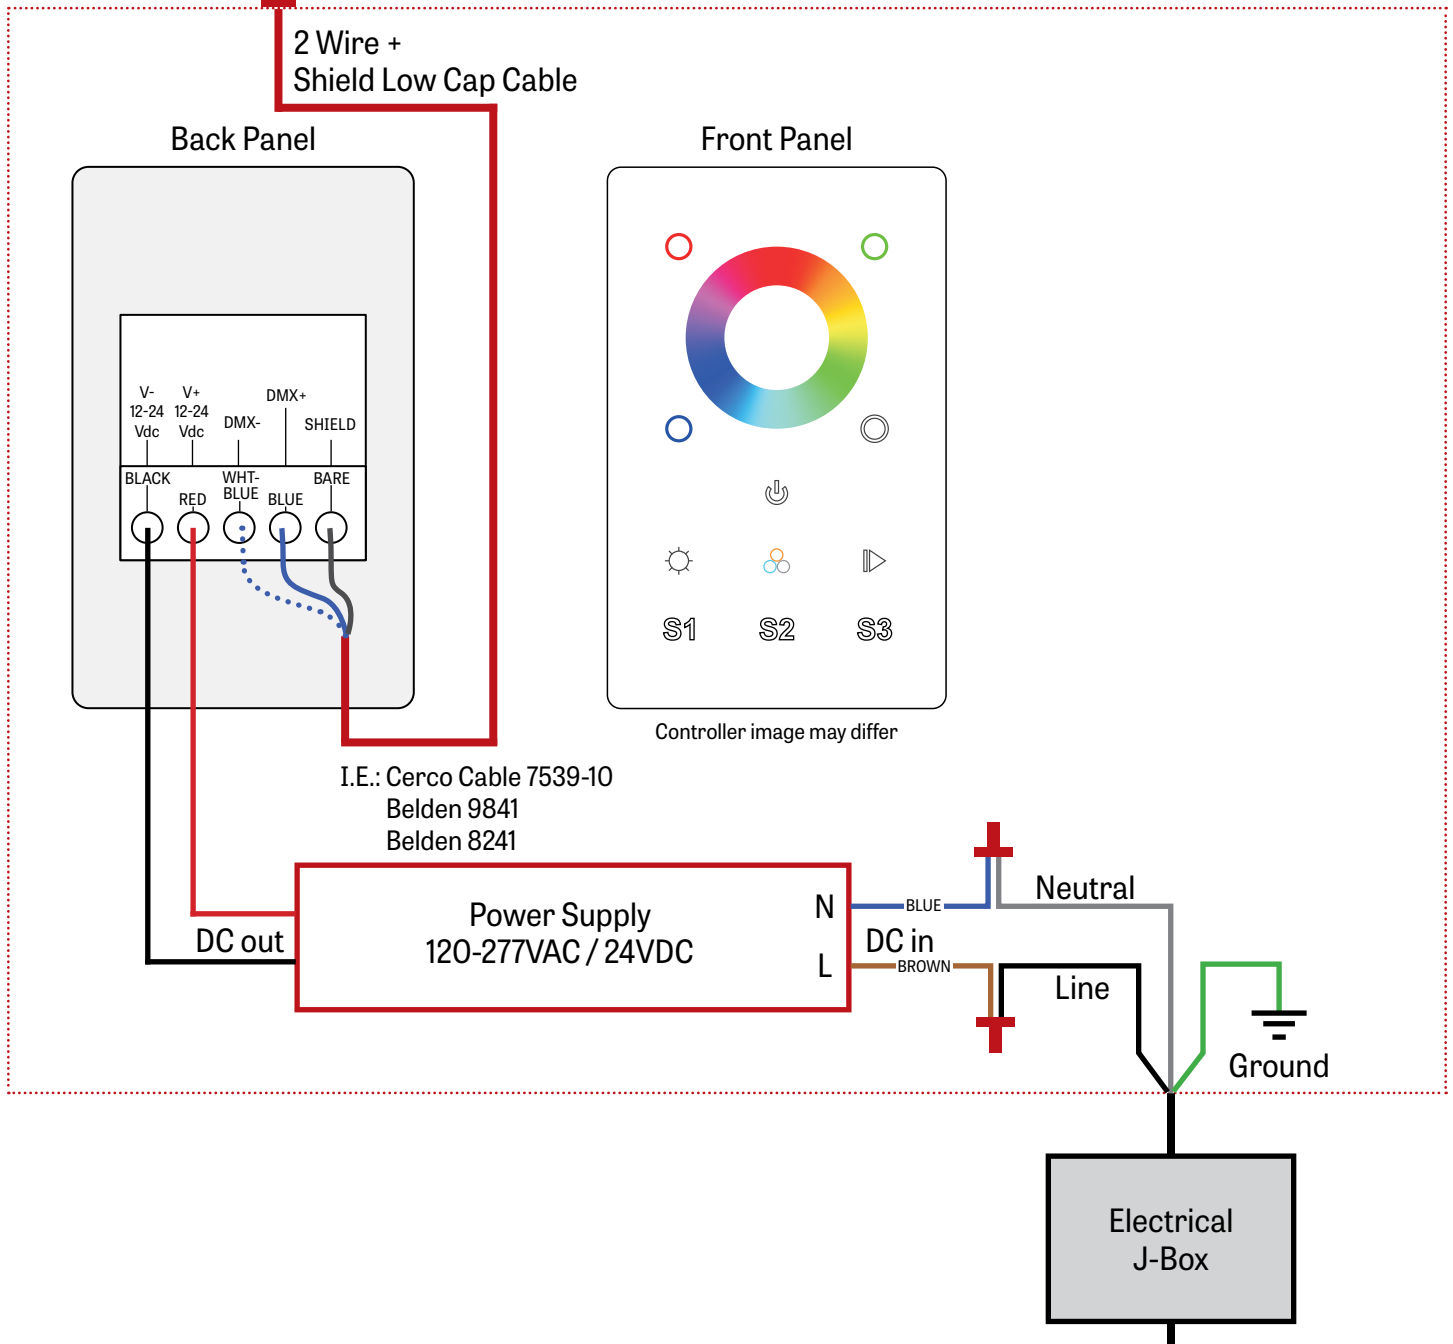 2 Wire +
Shield Low Cap Cable
Back Panel
Front Panel
V-
12-24
Vdc
V+
12-24
Vdc
DMX-
DMX+
SHIELD
BLACK
RED
WHT-
BLUE
BLUE
BARE
S1
S2
S3
Controller image may differ
I.E.: Cerco Cable 7539-10
Belden 9841
Belden 8241
Power Supply
120-277VAC / 24VDC
DC out
N
L
DC in
BLUE
BROWN
Neutral
Line
Ground
Electrical
J-Box